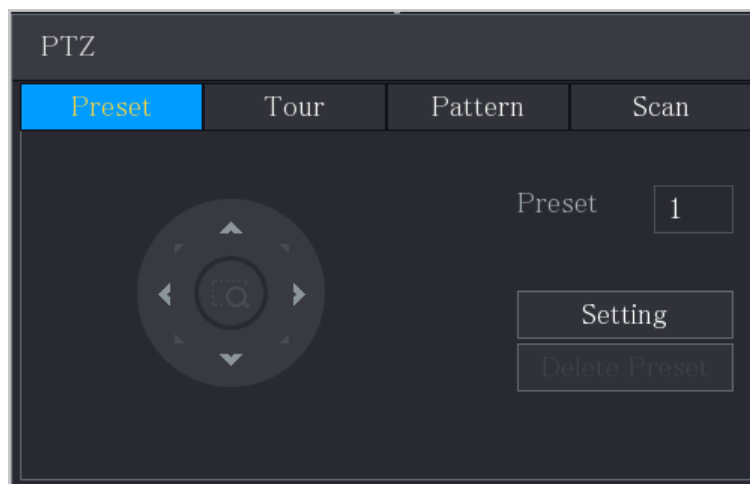 PTZ
Preset Tour Pattern Scan
Preset 1
Setting
Delete Preset